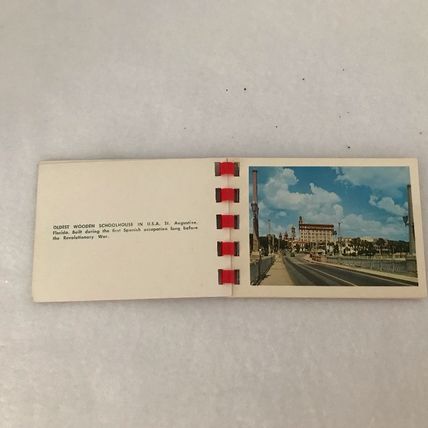 OLDEST WOODEN SCHOOLHOUSE IN U.S.A. St. Augustine,
Florida. Built during the first Spanish occupation long before
the Revolutionary War.